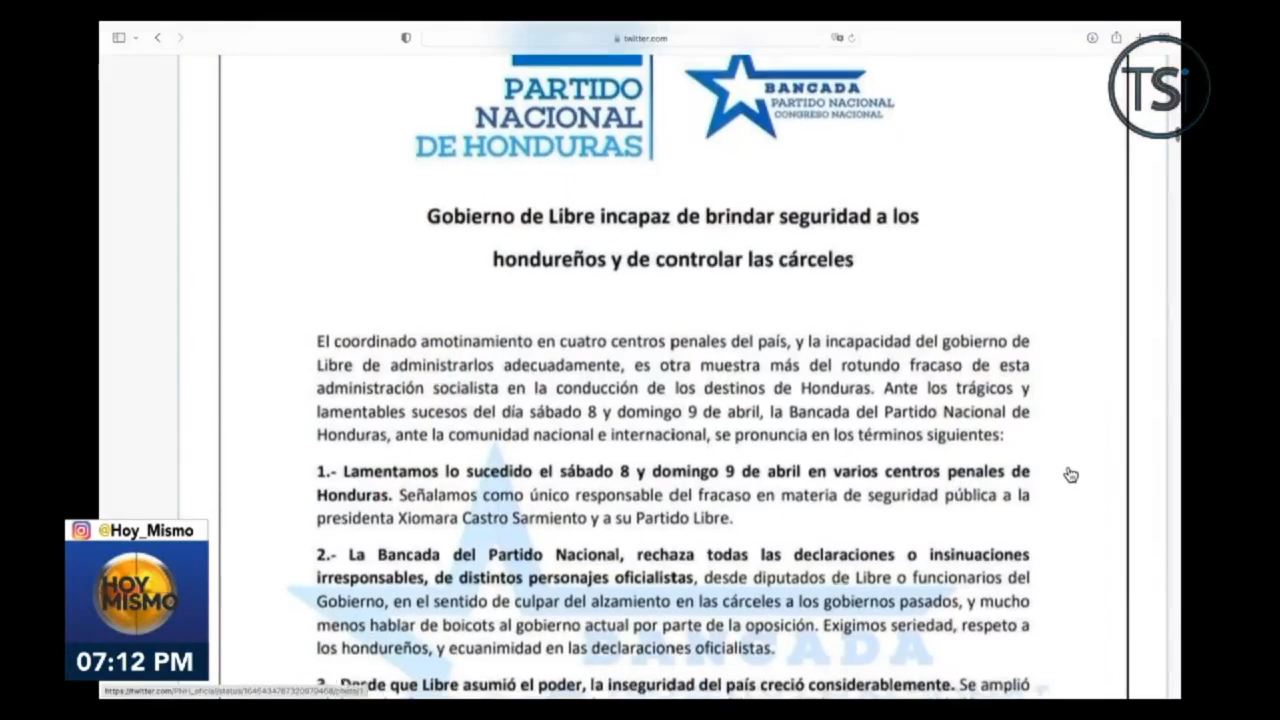 twitter.com
TSi
PARTIDO
NACIONAL
DE HONDURAS
BANCADA
PARTIDO NACIONAL
CONGRESO NACIONAL
Gobierno de Libre incapaz de brindar seguridad a los
hondureños y de controlar las cárceles
El coordinado amotinamiento en cuatro centros penales del país, y la incapacidad del gobierno de
Libre de administrarlos adecuadamente, es otra muestra más del rotundo fracaso de esta
administración socialista en la conducción de los destinos de Honduras. Ante los trágicos y
lamentables sucesos del día sábado 8 y domingo 9 de abril, la Bancada del Partido Nacional de
Honduras, ante la comunidad nacional e internacional, se pronuncia en los términos siguientes:
1.- Lamentamos lo sucedido el sábado 8 y domingo 9 de abril en varios centros penales de
Honduras. Señalamos como único responsable del fracaso en materia de seguridad pública a la
presidenta Xiomara Castro Sarmiento y a su Partido Libre.
2.- La Bancada del Partido Nacional, rechaza todas las declaraciones o insinuaciones
irresponsables, de distintos personajes oficialistas, desde diputados de Libre o funcionarios del
Gobierno, en el sentido de culpar del alzamiento en las cárceles a los gobiernos pasados, y mucho
menos hablar de boicots al gobierno actual por parte de la oposición. Exigimos seriedad, respeto a
los hondureños, y ecuanimidad en las declaraciones oficialistas.
BANCADA
3.- Desde que Libre asumió el poder, la inseguridad del país creció considerablemente. Se amplió
@Hoy_Mismo
HOY
MISMO
07:12 PM